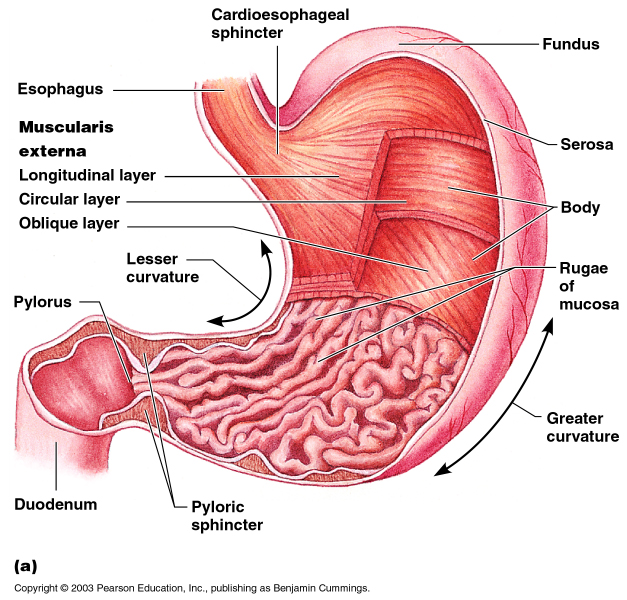 Cardioesophageal
sphincter
Fundus
Esophagus
Muscularis
externa
Serosa
Longitudinal layer
Circular layer
Body
Oblique layer
Lesser
curvature
Rugae
of
mucosa
Pylorus
Greater
curvature
Duodenum
Pyloric
sphincter
(a)
Copyright © 2003 Pearson Education, Inc., publishing as Benjamin Cummings.